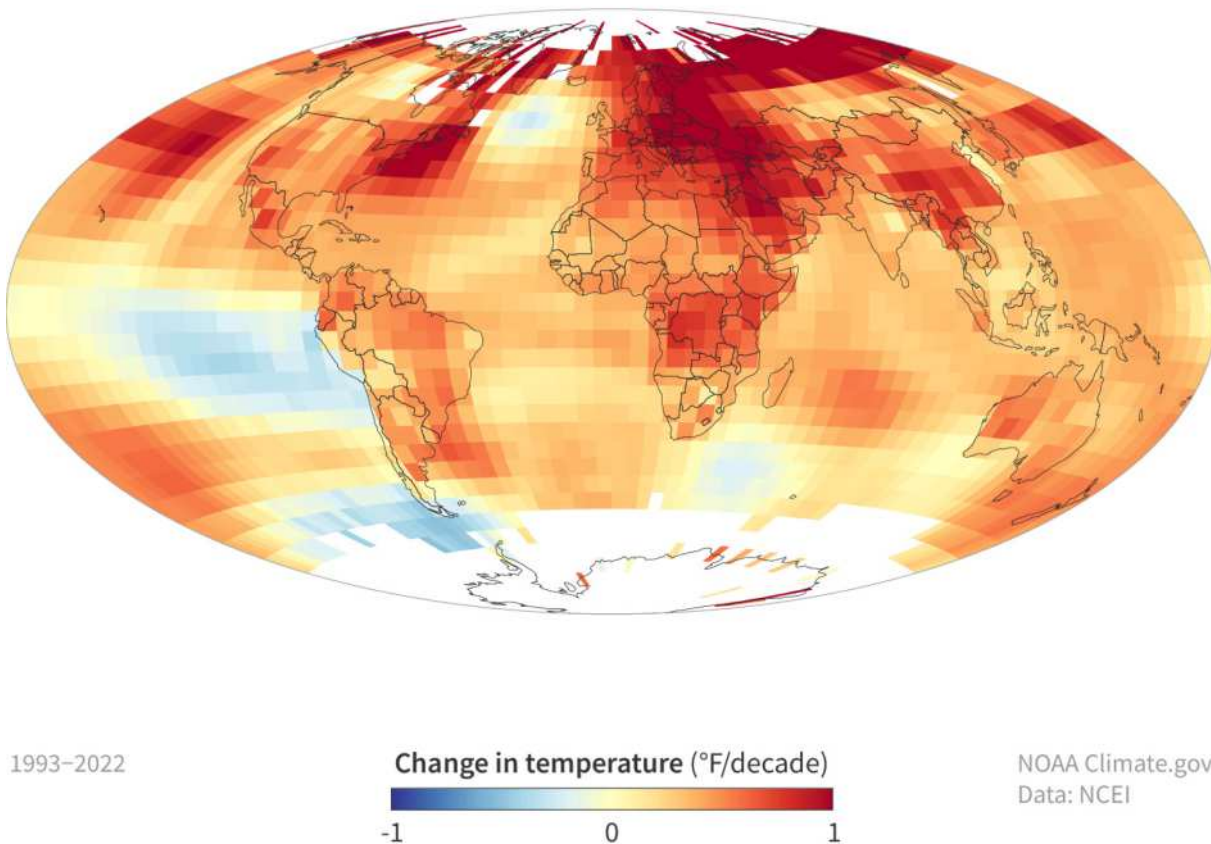 1993–2022
Change in temperature (°F/decade)
-1 0 1
NOAA Climate.gov
Data: NCEI